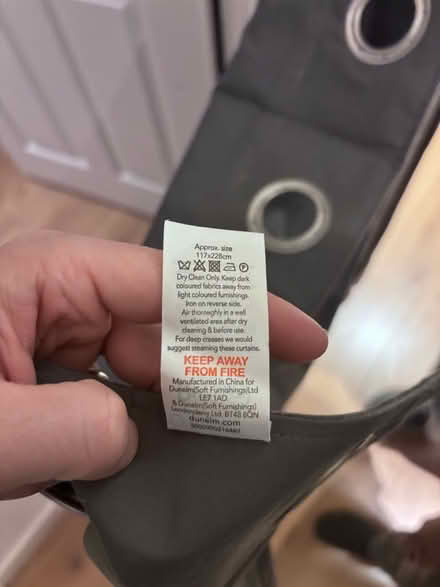 Approx. size
117x228cm
Dry Clean Only. Keep dark
coloured fabrics away from
light coloured furnishings.
Iron on reverse side.
Air thoroughly in a well
ventilated area after dry
cleaning & before use.
For deep creases we would
suggest steaming these curtains.
KEEP AWAY
FROM FIRE
Manufactured in China for
Dunelm(Soft Furnishings)Ltd
LE7 1AD
& Dunelm(Soft Furnishings)
Londonderry Ltd. BT48 8QN
dunelm.com